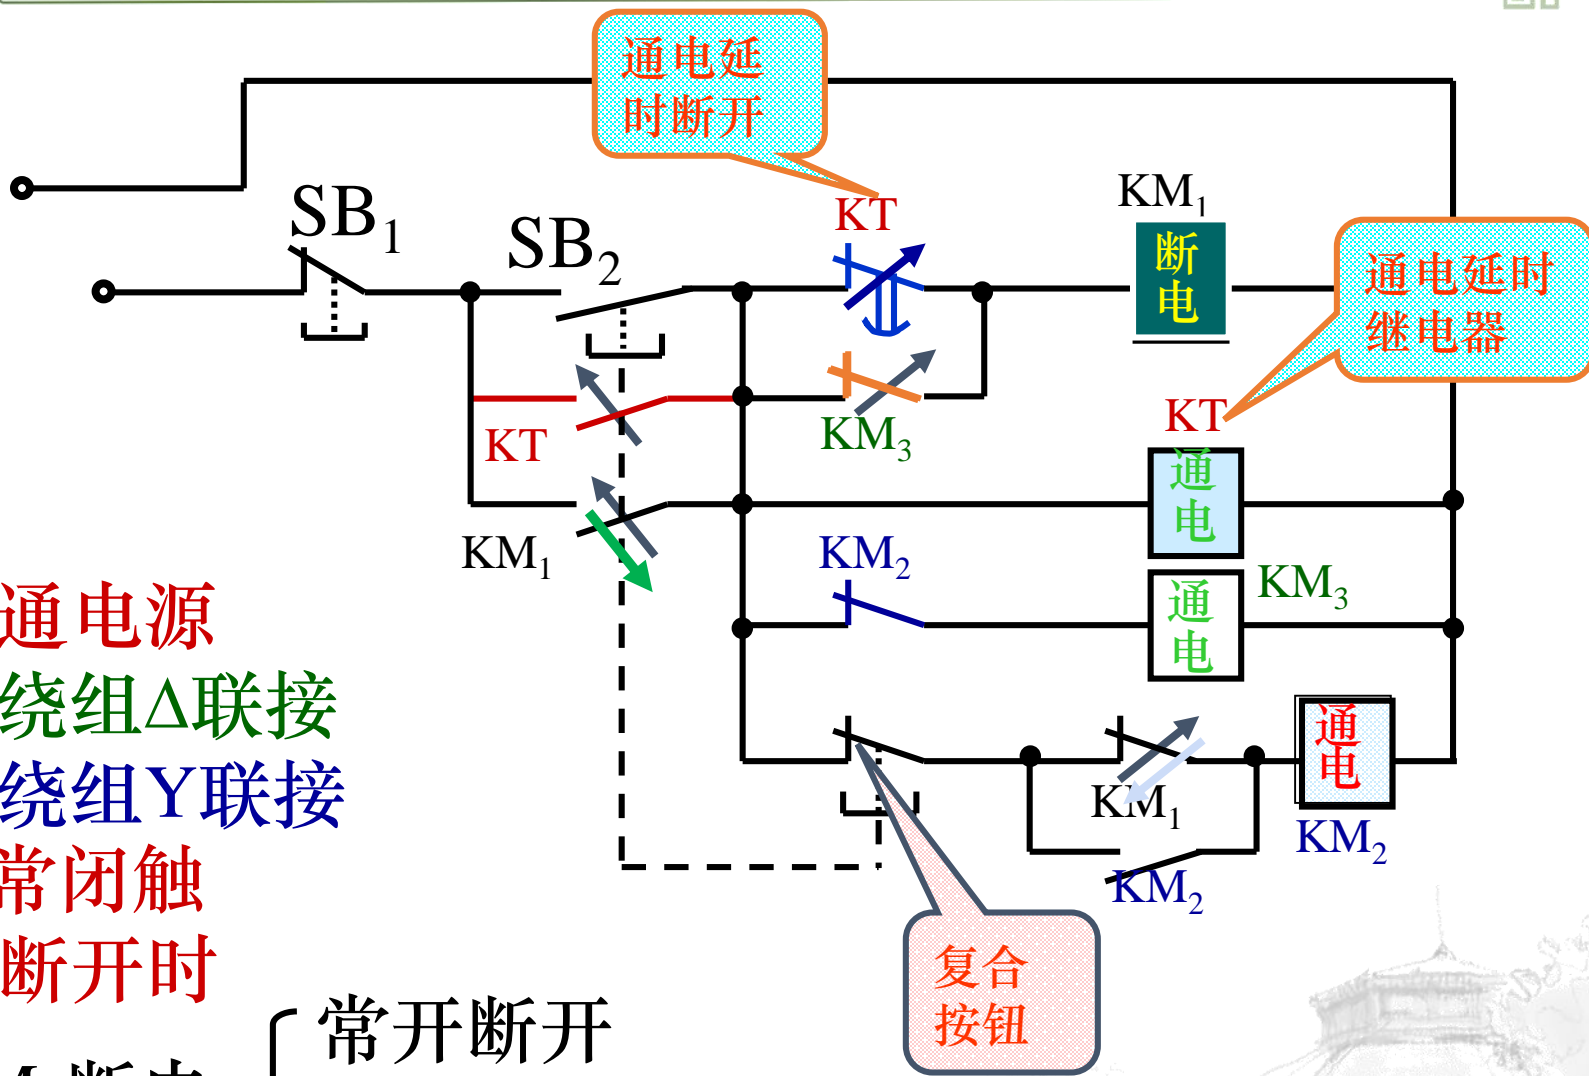 通电延
时断开
SB₁
SB₂
KT
KM₁
断
电
通电延时
继电器
KT
KM₃
KT
通
电
KM₁
KM₂
通
电
KM₃
通电源
绕组Δ联接
绕组Y联接
常闭触
断开时
KM₁
通
电
KM₂
KM₂
复合
按钮
常开断开
断电